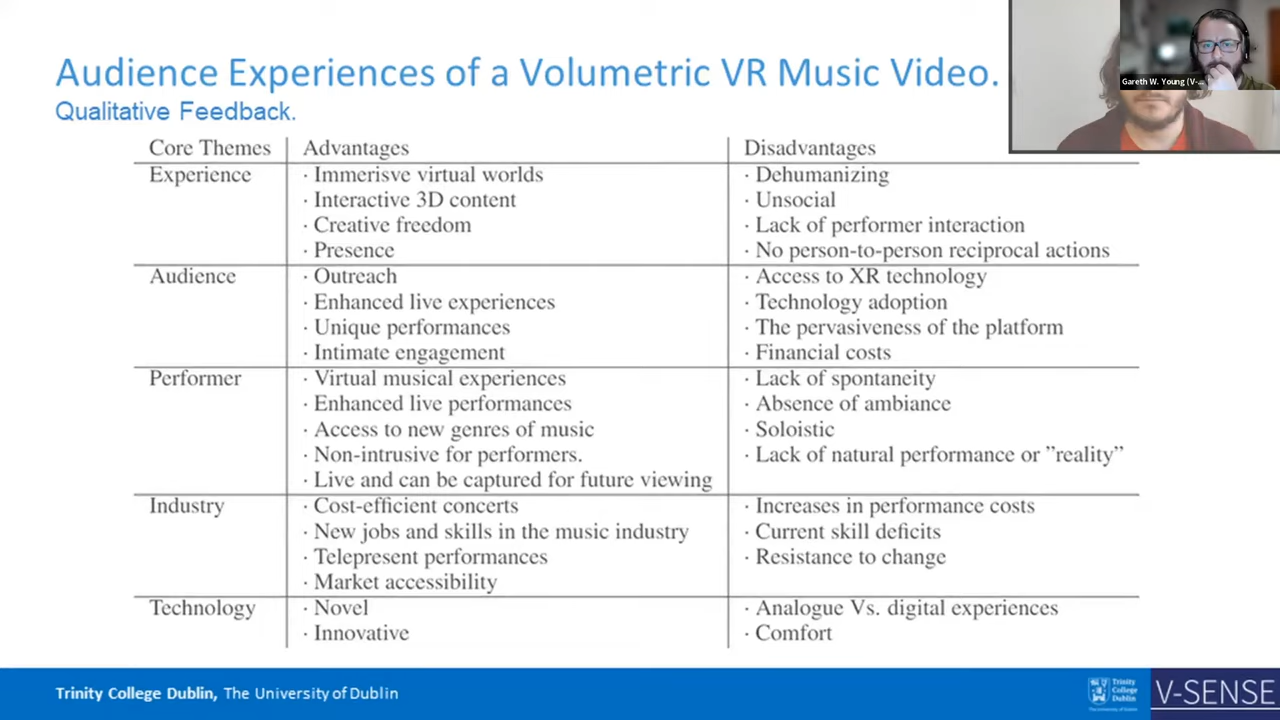 Audience Experiences of a Volumetric VR Music Video.
Qualitative Feedback.
Gareth W. Young (V-...
Core Themes Advantages Disadvantages
Experience · Immerisve virtual worlds · Dehumanizing
· Interactive 3D content · Unsocial
· Creative freedom · Lack of performer interaction
· Presence · No person-to-person reciprocal actions
Audience · Outreach · Access to XR technology
· Enhanced live experiences · Technology adoption
· Unique performances · The pervasiveness of the platform
· Intimate engagement · Financial costs
Performer · Virtual musical experiences · Lack of spontaneity
· Enhanced live performances · Absence of ambiance
· Access to new genres of music · Soloistic
· Non-intrusive for performers. · Lack of natural performance or ”reality”
· Live and can be captured for future viewing
Industry · Cost-efficient concerts · Increases in performance costs
· New jobs and skills in the music industry · Current skill deficits
· Telepresent performances · Resistance to change
· Market accessibility
Technology · Novel · Analogue Vs. digital experiences
· Innovative · Comfort
Trinity College Dublin, The University of Dublin
Trinity
College
Dublin
The University of Dublin
V-SENSE